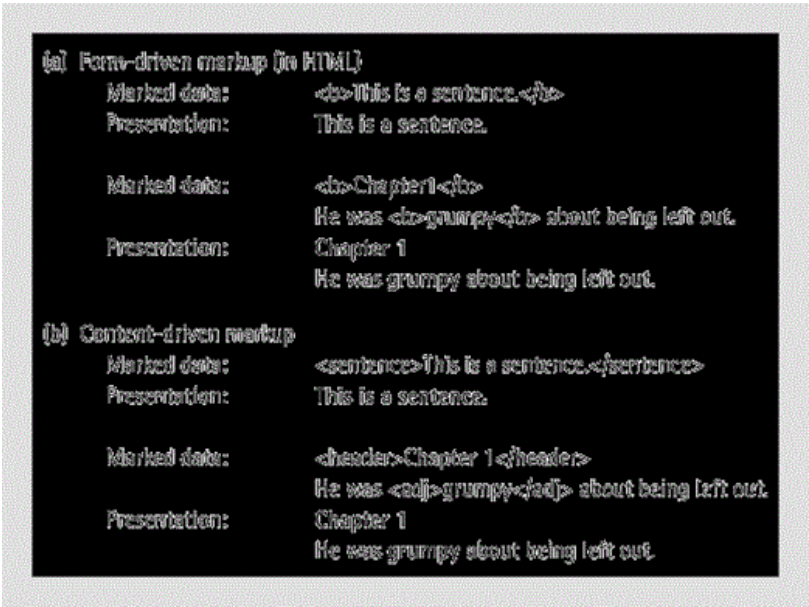 (a) Form-driven markup (in HTML)
Marked data: <b>This is a sentence.</b>
Presentation: This is a sentence.
Marked data: <b>Chapter1</b>
He was <b>grumpy</b> about being left out.
Presentation: Chapter 1
He was grumpy about being left out.
(b) Content-driven markup
Marked data: <sentence>This is a sentence.</sentence>
Presentation: This is a sentence.
Marked data: <header>Chapter 1</header>
He was <adj>grumpy</adj> about being left out.
Presentation: Chapter 1
He was grumpy about being left out.